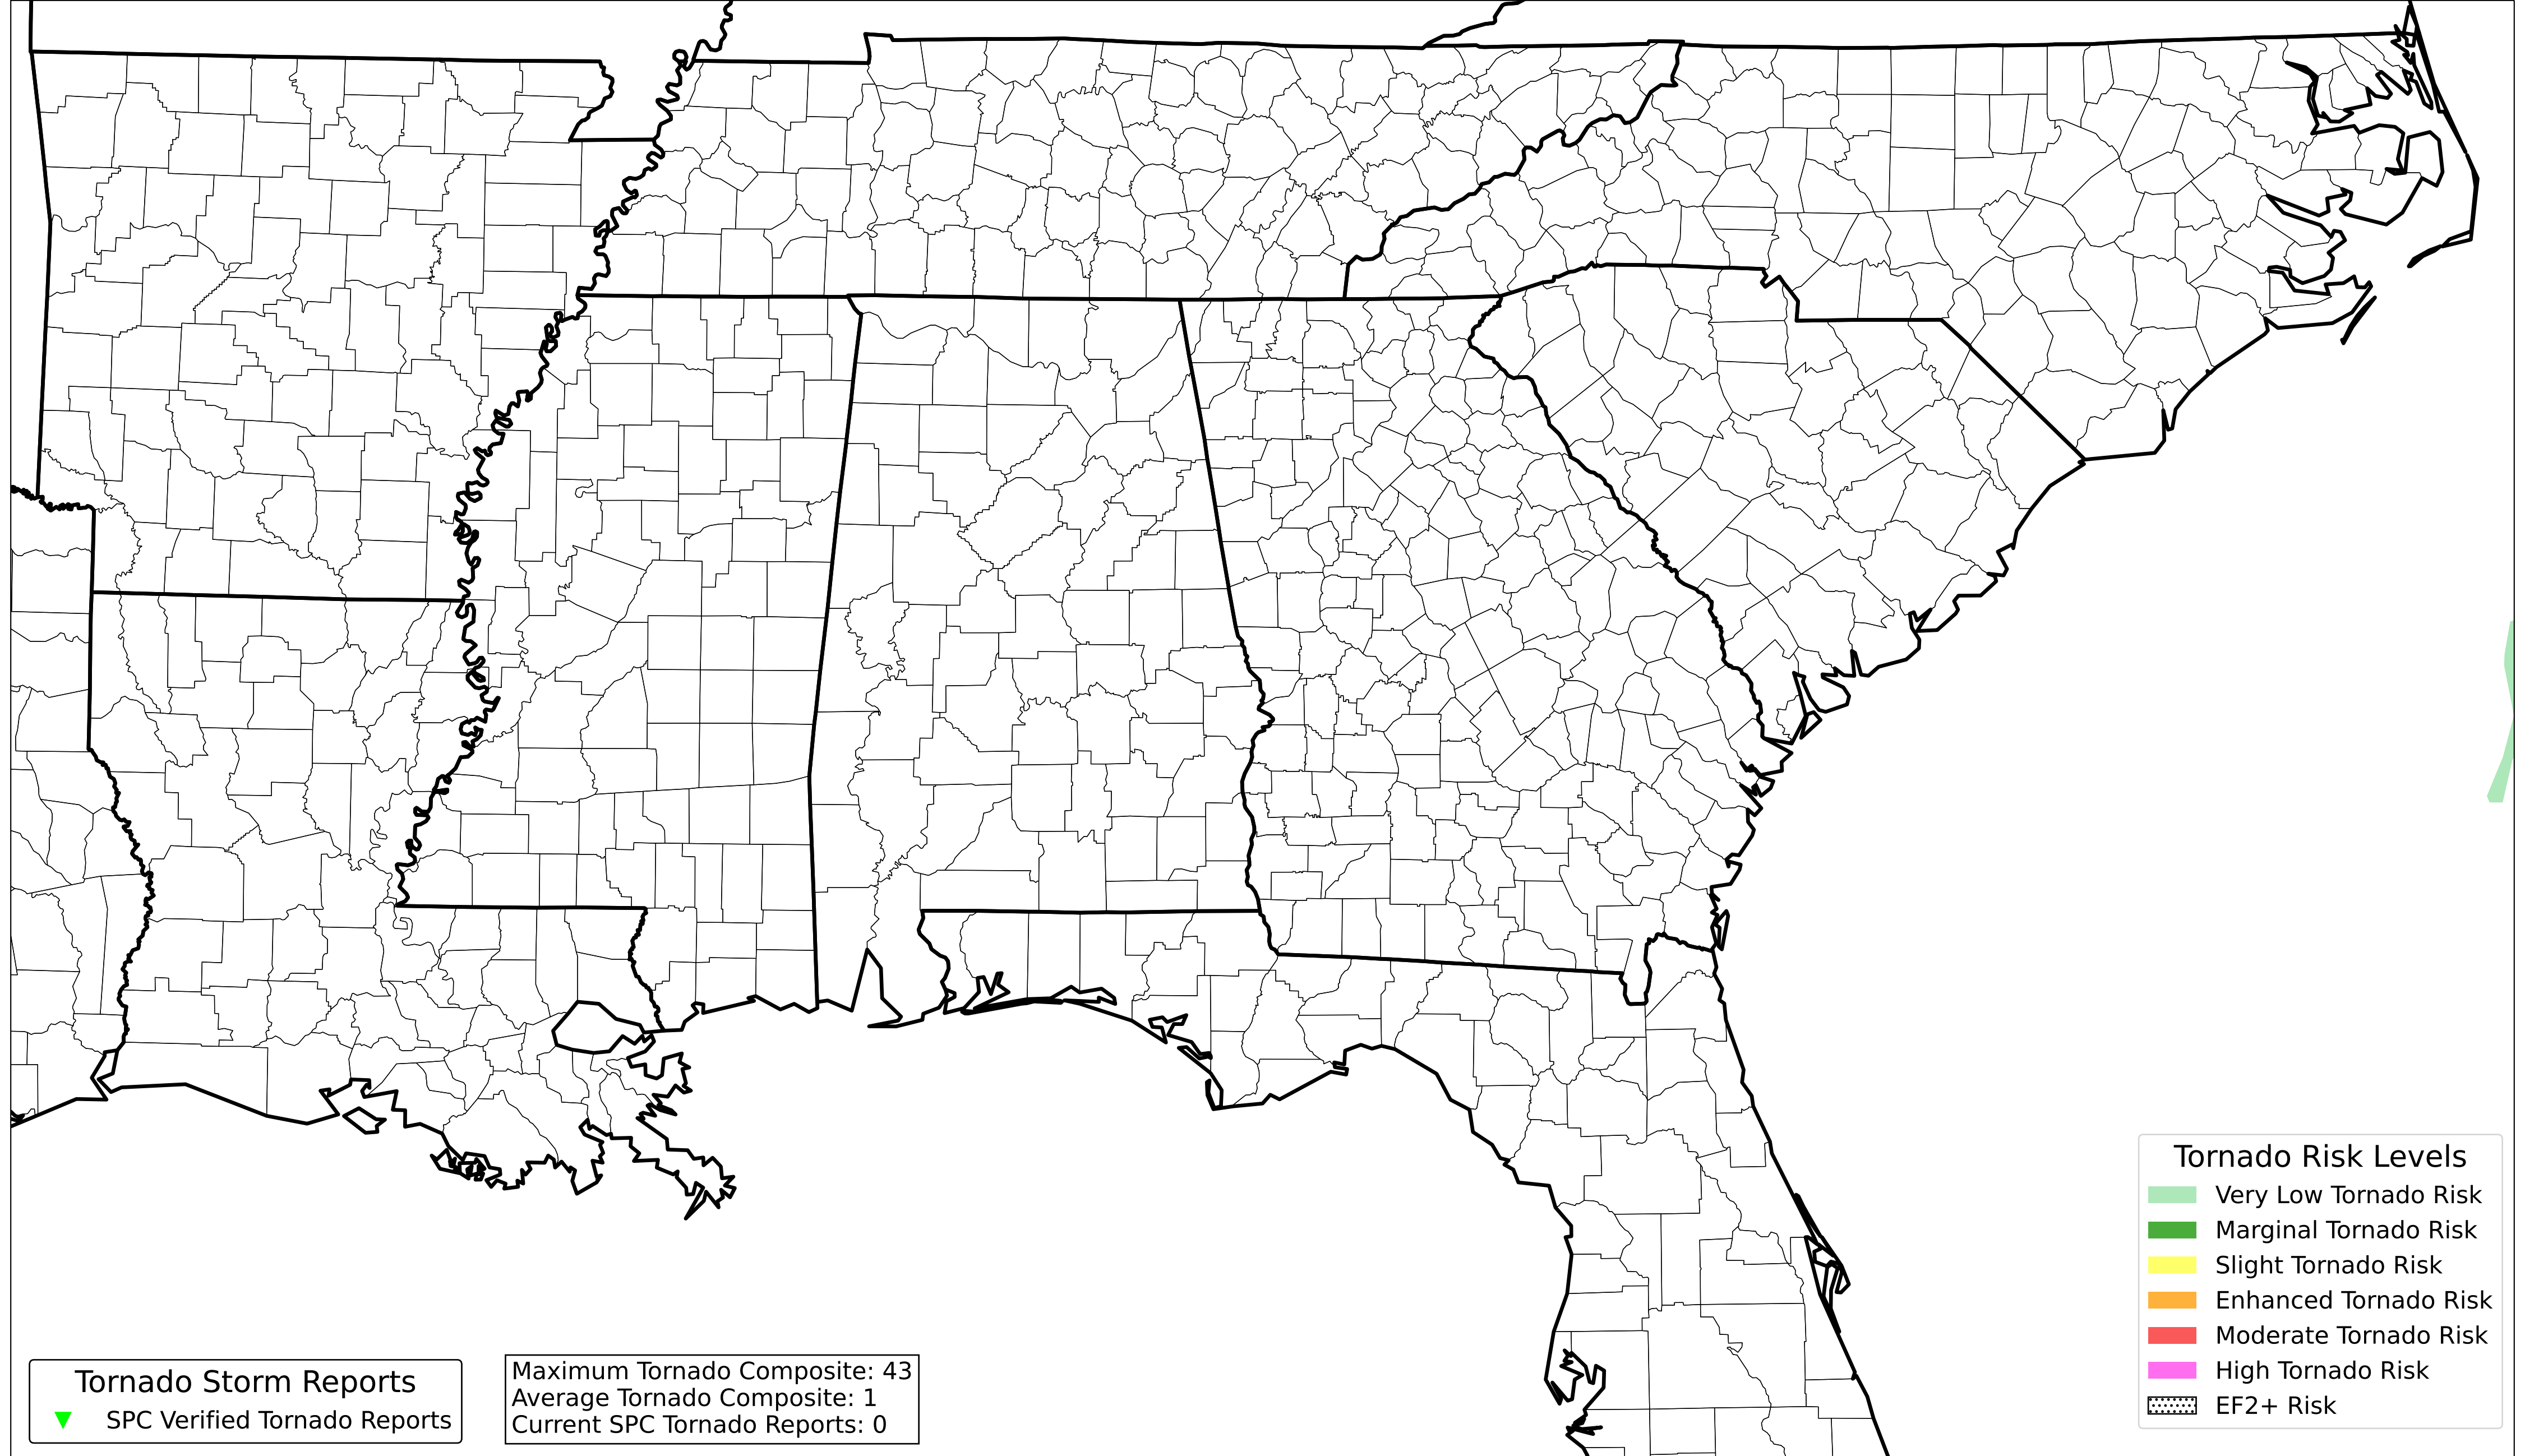 Tornado Risk Levels
Very Low Tornado Risk
Marginal Tornado Risk
Slight Tornado Risk
Enhanced Tornado Risk
Moderate Tornado Risk
High Tornado Risk
EF2+ Risk
Tornado Storm Reports
SPC Verified Tornado Reports
Maximum Tornado Composite: 43
Average Tornado Composite: 1
Current SPC Tornado Reports: 0